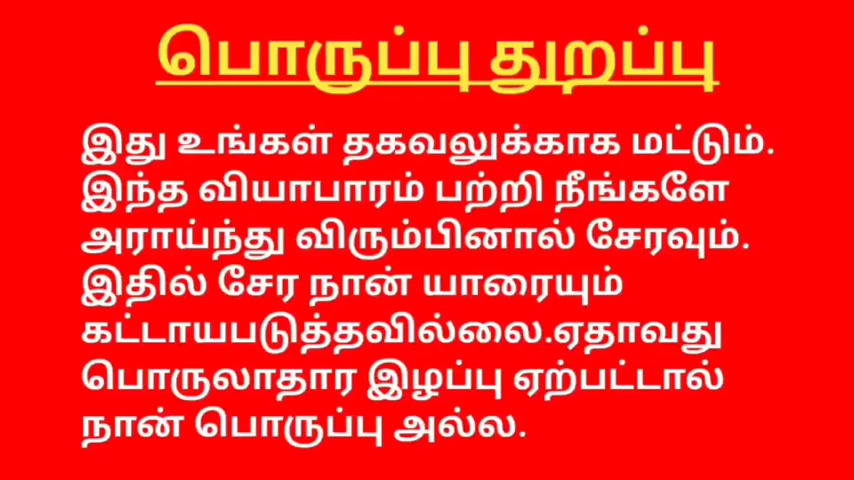 பொருப்பு துறப்பு
இது உங்கள் தகவலுக்காக மட்டும்.
இந்த வியாபாரம் பற்றி நீங்களே
அராய்ந்து விரும்பினால் சேரவும்.
இதில் சேர நான் யாரையும்
கட்டாயபடுத்தவில்லை.ஏதாவது
பொருலாதார இழப்பு ஏற்பட்டால்
நான் பொருப்பு அல்ல.